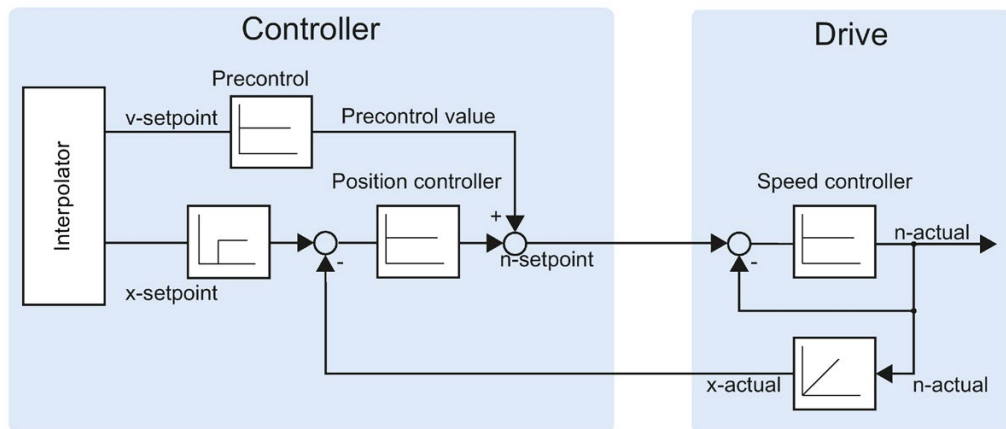 Controller
Drive
Precontrol
v-setpoint
Precontrol value
Interpolator
Position controller
Speed controller
+
n-actual
-
-
n-setpoint
x-setpoint
x-actual
n-actual